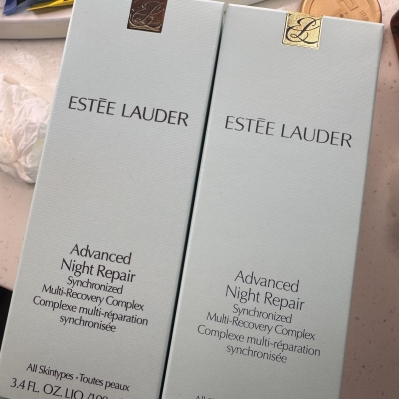 ESTĒE LAUDER
Advanced
Night Repair
Synchronized
Multi-Recovery Complex
Complexe multi-réparation
synchronisée
All Skintypes • Toutes peaux
3.4 FL. OZ. LIQ./100
ESTĒE LAUDER
Advanced
Night Repair
Synchronized
Multi-Recovery Complex
Complexe multi-réparation
synchronisée